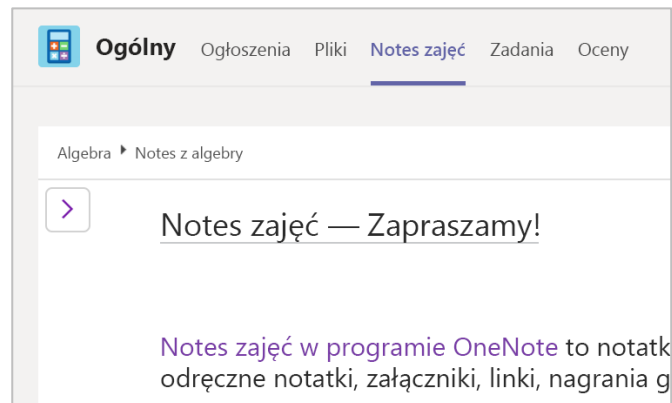 Ogólny Ogłoszenia Pliki Notes zajęć Zadania Oceny
Algebra Notes z algebry
Notes zajęć — Zapraszamy!
Notes zajęć w programie OneNote to notatk
odręczne notatki, załączniki, linki, nagrania g